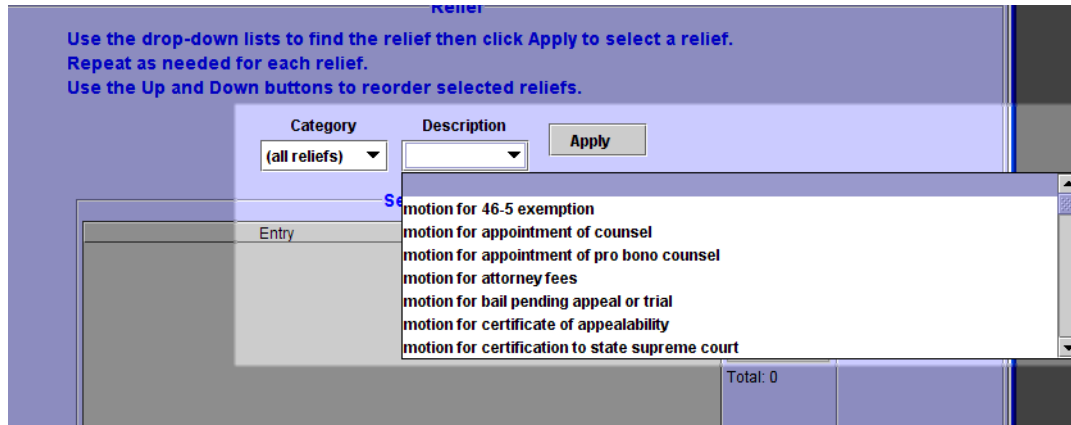 Relief
Use the drop-down lists to find the relief then click Apply to select a relief.
Repeat as needed for each relief.
Use the Up and Down buttons to reorder selected reliefs.
Category
Description
Apply
(all reliefs)
Entry
motion for 46-5 exemption
motion for appointment of counsel
motion for appointment of pro bono counsel
motion for attorney fees
motion for bail pending appeal or trial
motion for certificate of appealability
motion for certification to state supreme court
Total: 0